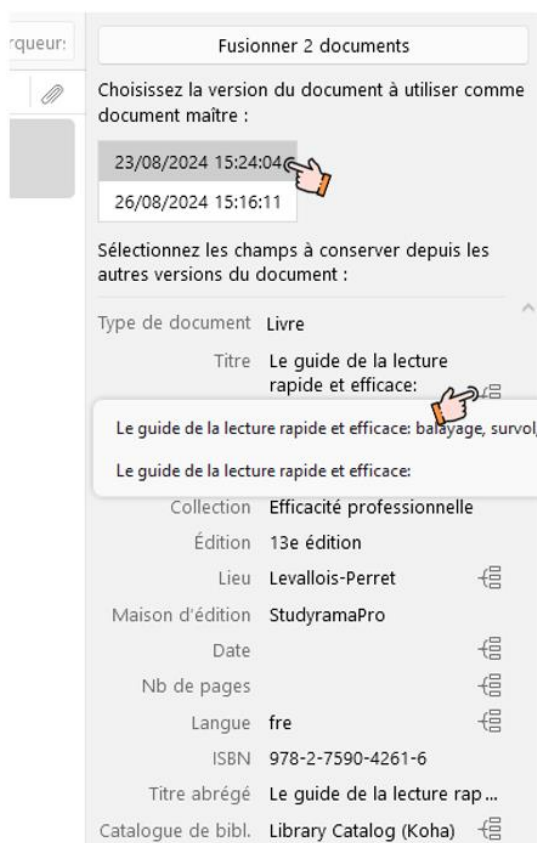 rqueurs
Fusionner 2 documents
Choisissez la version du document à utiliser comme
document maître :
23/08/2024 15:24:04
26/08/2024 15:16:11
Sélectionnez les champs à conserver depuis les
autres versions du document :
Type de document Livre
Titre Le guide de la lecture
rapide et efficace:
Le guide de la lecture rapide et efficace: balayage, survol,
Le guide de la lecture rapide et efficace:
Collection Efficacité professionnelle
Édition 13e édition
Lieu Levallois-Perret
Maison d'édition StudyramaPro
Date
Nb de pages
Langue fre
ISBN 978-2-7590-4261-6
Titre abrégé Le guide de la lecture rap...
Catalogue de bibl. Library Catalog (Koha)